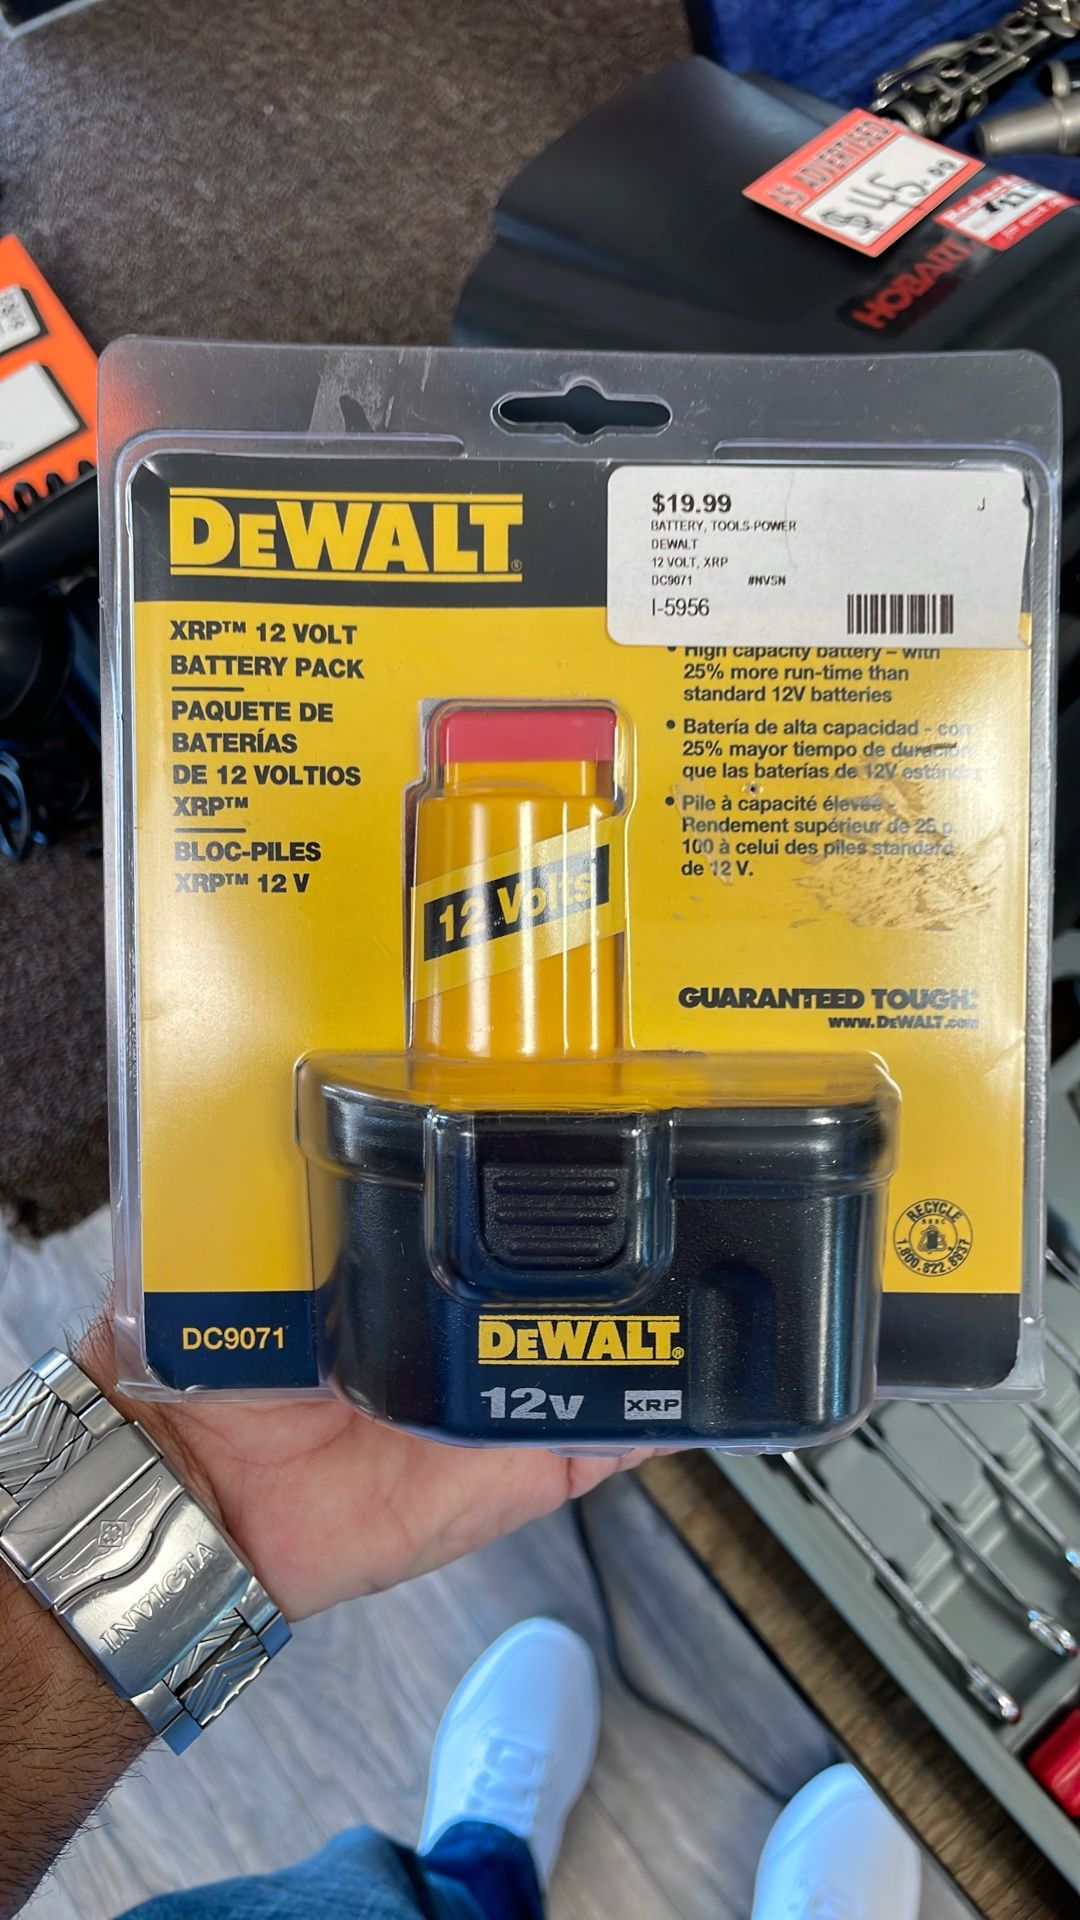 AS ADVERTISED
$45.00
HOBART
DEWALT®
$19.99
J
BATTERY, TOOLS-POWER
DEWALT
12 VOLT, XRP
DC9071 #NVSN
I-5956
XRP™ 12 VOLT
BATTERY PACK
PAQUETE DE
BATERÍAS
DE 12 VOLTIOS
XRP™
BLOC-PILES
XRP™ 12 V
• High capacity battery – with
25% more run-time than
standard 12V batteries
• Batería de alta capacidad - con
25% mayor tiempo de duración
que las baterías de 12V estándar
• Pile à capacité élevée -
Rendement supérieur de 25 p.
100 à celui des piles standard
de 12 V.
12 Volts
GUARANTEED TOUGH.®
www.DEWALT.com
RECYCLE
RBRC
1.800.822.8837
DC9071
DEWALT®
12V XRP
INVICTA